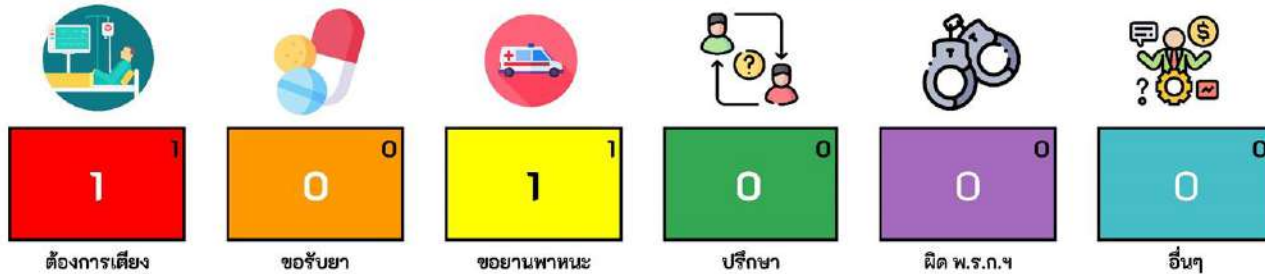 1 0 1 0 0 0
1 0 1 0 0 0
ต้องการเตียง ขอรับยา ขอยานพาหนะ ปรึกษา ผิด พ.ร.ก.ฯ อื่นๆ